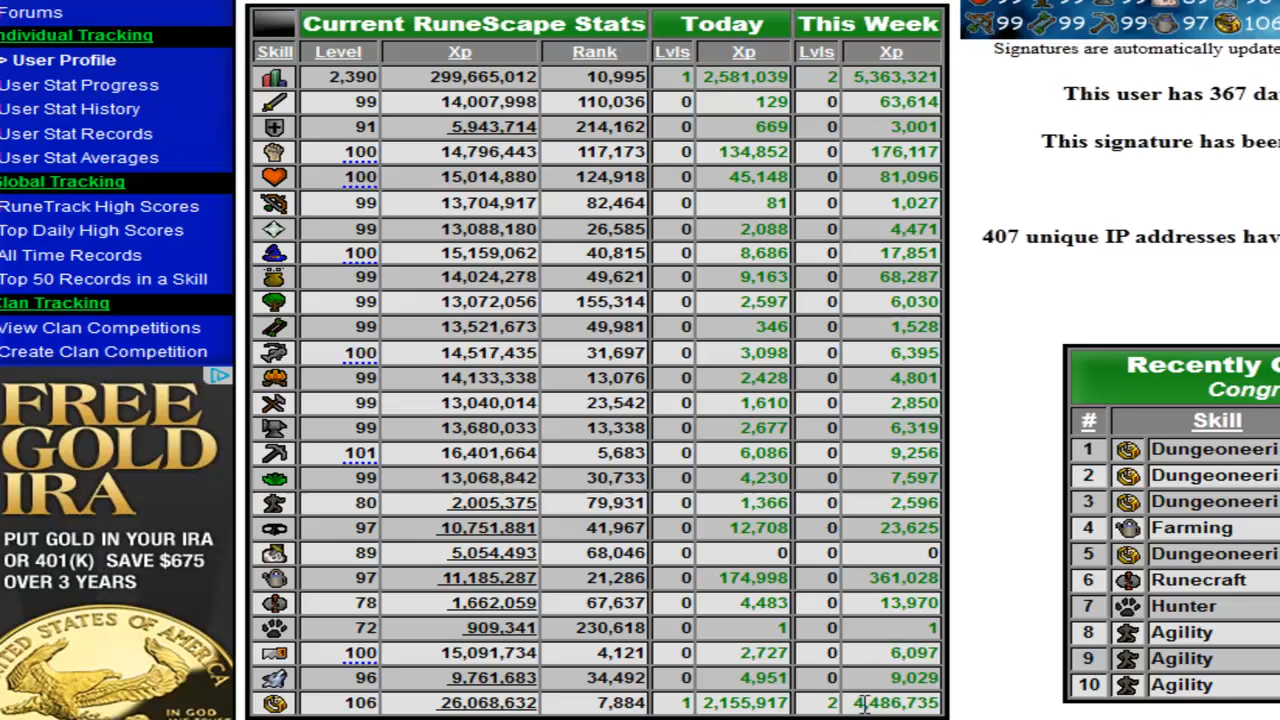 Forums
Individual Tracking
> User Profile
User Stat Progress
User Stat History
User Stat Records
User Stat Averages
Global Tracking
RuneTrack High Scores
Top Daily High Scores
All Time Records
Top 50 Records in a Skill
Clan Tracking
View Clan Competitions
Create Clan Competition
FREE
GOLD
IRA
PUT GOLD IN YOUR IRA
OR 401(K) SAVE $675
OVER 3 YEARS
Current RuneScape Stats Today This Week
Skill Level Xp Rank Lvls Xp Lvls Xp
2,390 299,665,012 10,995 1 2,581,039 2 5,363,321
99 14,007,998 110,036 0 129 0 63,614
91 5,943,714 214,162 0 669 0 3,001
100 14,796,443 117,173 0 134,852 0 176,117
100 15,014,880 124,918 0 45,148 0 81,096
99 13,704,917 82,464 0 81 0 1,027
99 13,088,180 26,585 0 2,088 0 4,471
100 15,159,062 40,815 0 8,686 0 17,851
99 14,024,278 49,621 0 9,163 0 68,287
99 13,072,056 155,314 0 2,597 0 6,030
99 13,521,673 49,981 0 346 0 1,528
100 14,517,435 31,697 0 3,098 0 6,395
99 14,133,338 13,076 0 2,428 0 4,801
99 13,040,014 23,542 0 1,610 0 2,850
99 13,680,033 13,338 0 2,677 0 6,319
101 16,401,664 5,683 0 6,086 0 9,256
99 13,068,842 30,733 0 4,230 0 7,597
80 2,005,375 79,931 0 1,366 0 2,596
97 10,751,881 41,967 0 12,708 0 23,625
89 5,054,493 68,046 0 0 0 0
97 11,185,287 21,286 0 174,998 0 361,028
78 1,662,059 67,637 0 4,483 0 13,970
72 909,341 230,618 0 1 0 1
100 15,091,734 4,121 0 2,727 0 6,097
96 9,761,683 34,492 0 4,951 0 9,029
106 26,068,632 7,884 1 2,155,917 2 4,486,735
99 99 99 97 106
Signatures are automatically update
This user has 367 da
This signature has been
407 unique IP addresses hav
Recently
Congr
# Skill
1 Dungeoneeri
2 Dungeoneeri
3 Dungeoneeri
4 Farming
5 Dungeoneeri
6 Runecraft
7 Hunter
8 Agility
9 Agility
10 Agility